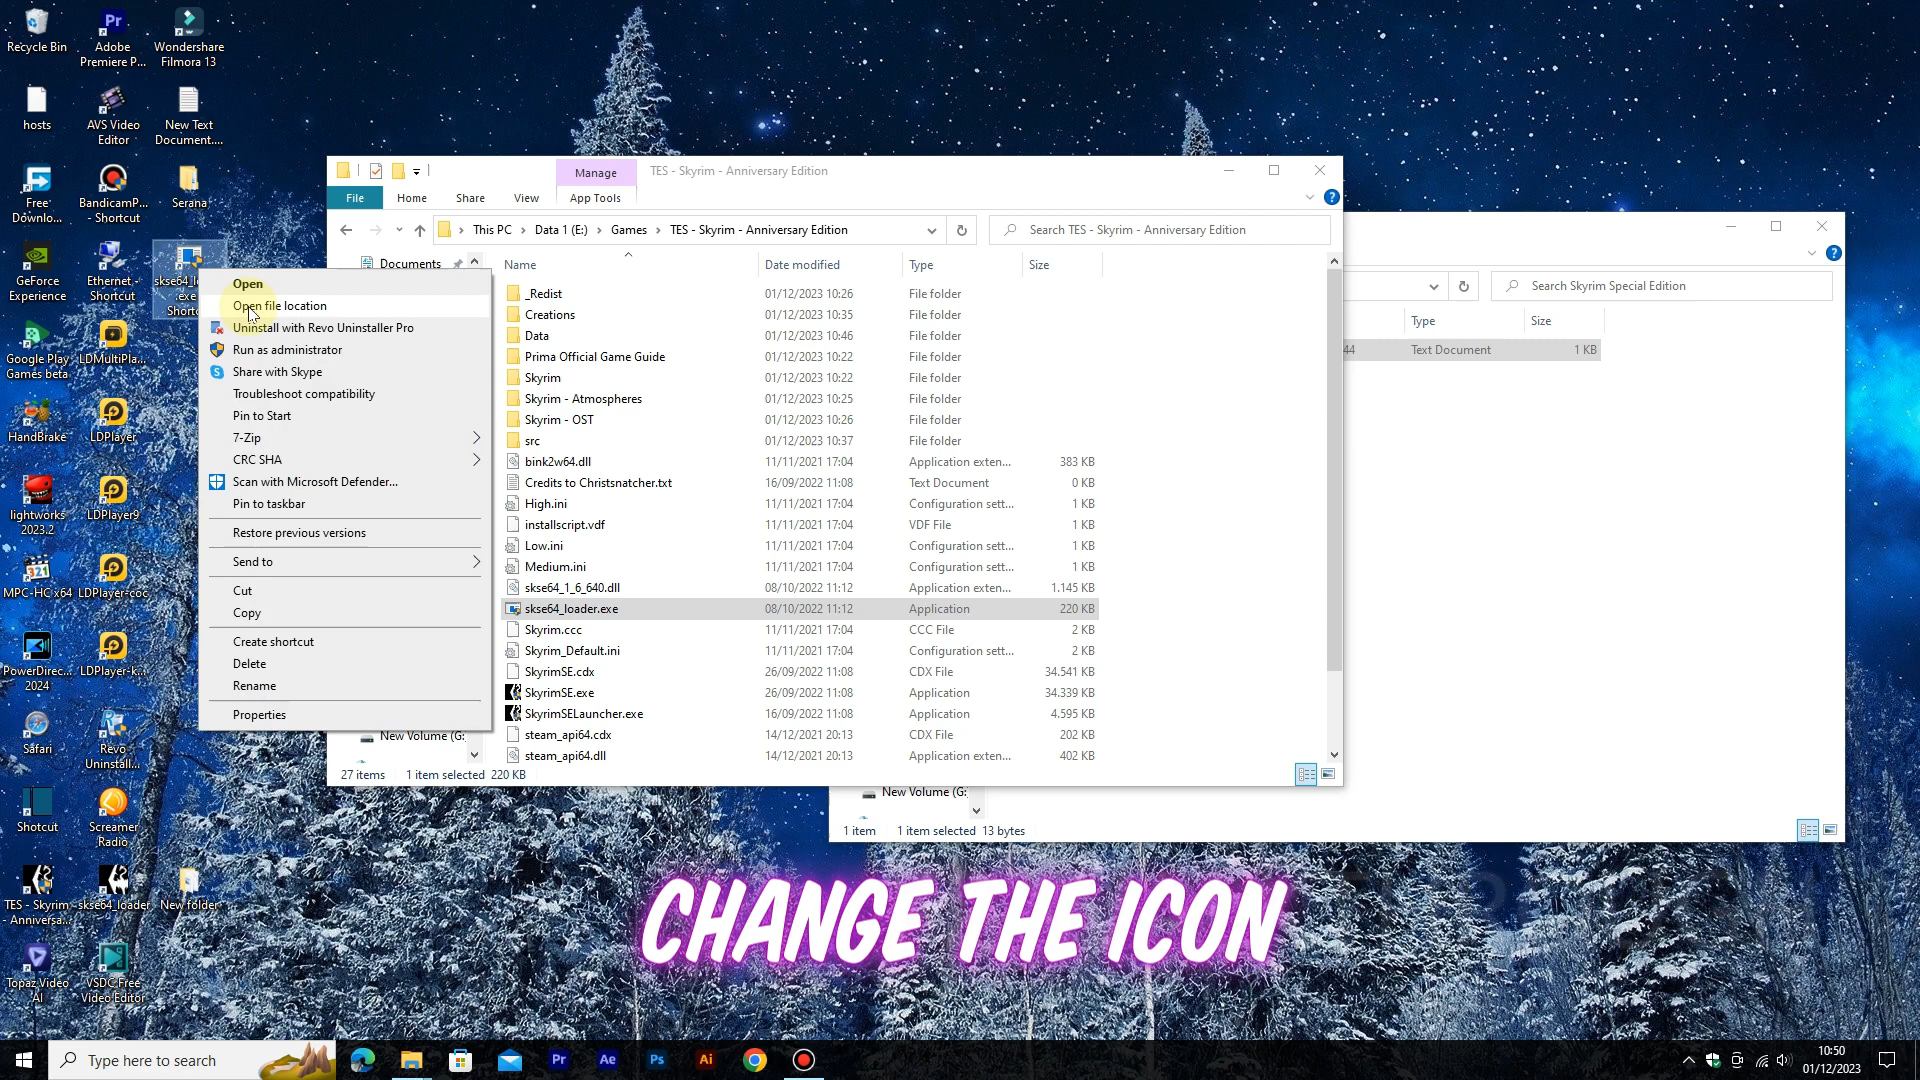 Recycle Bin
Adobe
Premiere P...
Wondershare
Filmora 13
hosts
AVS Video
Editor
New Text
Document....
Free
Downlo...
BandicamP...
- Shortcut
Serana
GeForce
Experience
Ethernet -
Shortcut
skse64_lo
.exe
Shortc
Google Play
Games beta
LDMultiPla...
HandBrake
LDPlayer
lightworks
2023.2
LDPlayer9
MPC-HC x64
LDPlayer-coc
PowerDirec...
2024
LDPlayer-k...
Safari
Revo
Uninstall...
Shotcut
Screamer
Radio
TES - Skyrim
- Anniversa...
skse64_loader
New folder
Topaz Video
AI
VSDC Free
Video Editor
Open
Open file location
Uninstall with Revo Uninstaller Pro
Run as administrator
Share with Skype
Troubleshoot compatibility
Pin to Start
7-Zip
CRC SHA
Scan with Microsoft Defender...
Pin to taskbar
Restore previous versions
Send to
Cut
Copy
Create shortcut
Delete
Rename
Properties
Manage
TES - Skyrim - Anniversary Edition
File
Home
Share
View
App Tools
This PC > Data 1 (E:) > Games > TES - Skyrim - Anniversary Edition
Search TES - Skyrim - Anniversary Edition
Documents
Name Date modified Type Size
_Redist 01/12/2023 10:26 File folder
Creations 01/12/2023 10:35 File folder
Data 01/12/2023 10:46 File folder
Prima Official Game Guide 01/12/2023 10:22 File folder
Skyrim 01/12/2023 10:22 File folder
Skyrim - Atmospheres 01/12/2023 10:25 File folder
Skyrim - OST 01/12/2023 10:26 File folder
src 01/12/2023 10:37 File folder
bink2w64.dll 11/11/2021 17:04 Application exten... 383 KB
Credits to Christsnatcher.txt 16/09/2022 11:08 Text Document 0 KB
High.ini 11/11/2021 17:04 Configuration sett... 1 KB
installscript.vdf 11/11/2021 17:04 VDF File 1 KB
Low.ini 11/11/2021 17:04 Configuration sett... 1 KB
Medium.ini 11/11/2021 17:04 Configuration sett... 1 KB
skse64_1_6_640.dll 08/10/2022 11:12 Application exten... 1.145 KB
skse64_loader.exe 08/10/2022 11:12 Application 220 KB
Skyrim.ccc 11/11/2021 17:04 CCC File 2 KB
Skyrim_Default.ini 11/11/2021 17:04 Configuration sett... 2 KB
SkyrimSE.cdx 26/09/2022 11:08 CDX File 34.541 KB
SkyrimSE.exe 26/09/2022 11:08 Application 34.339 KB
SkyrimSELauncher.exe 16/09/2022 11:08 Application 4.595 KB
steam_api64.cdx 14/12/2021 20:13 CDX File 202 KB
steam_api64.dll 14/12/2021 20:13 Application exten... 402 KB
New Volume (G:
27 items 1 item selected 220 KB
Search Skyrim Special Edition
Type Size
44 Text Document 1 KB
New Volume (G:
1 item 1 item selected 13 bytes
CHANGE THE ICON
Type here to search
Pr
Ae
Ps
Ai
10:50
01/12/2023